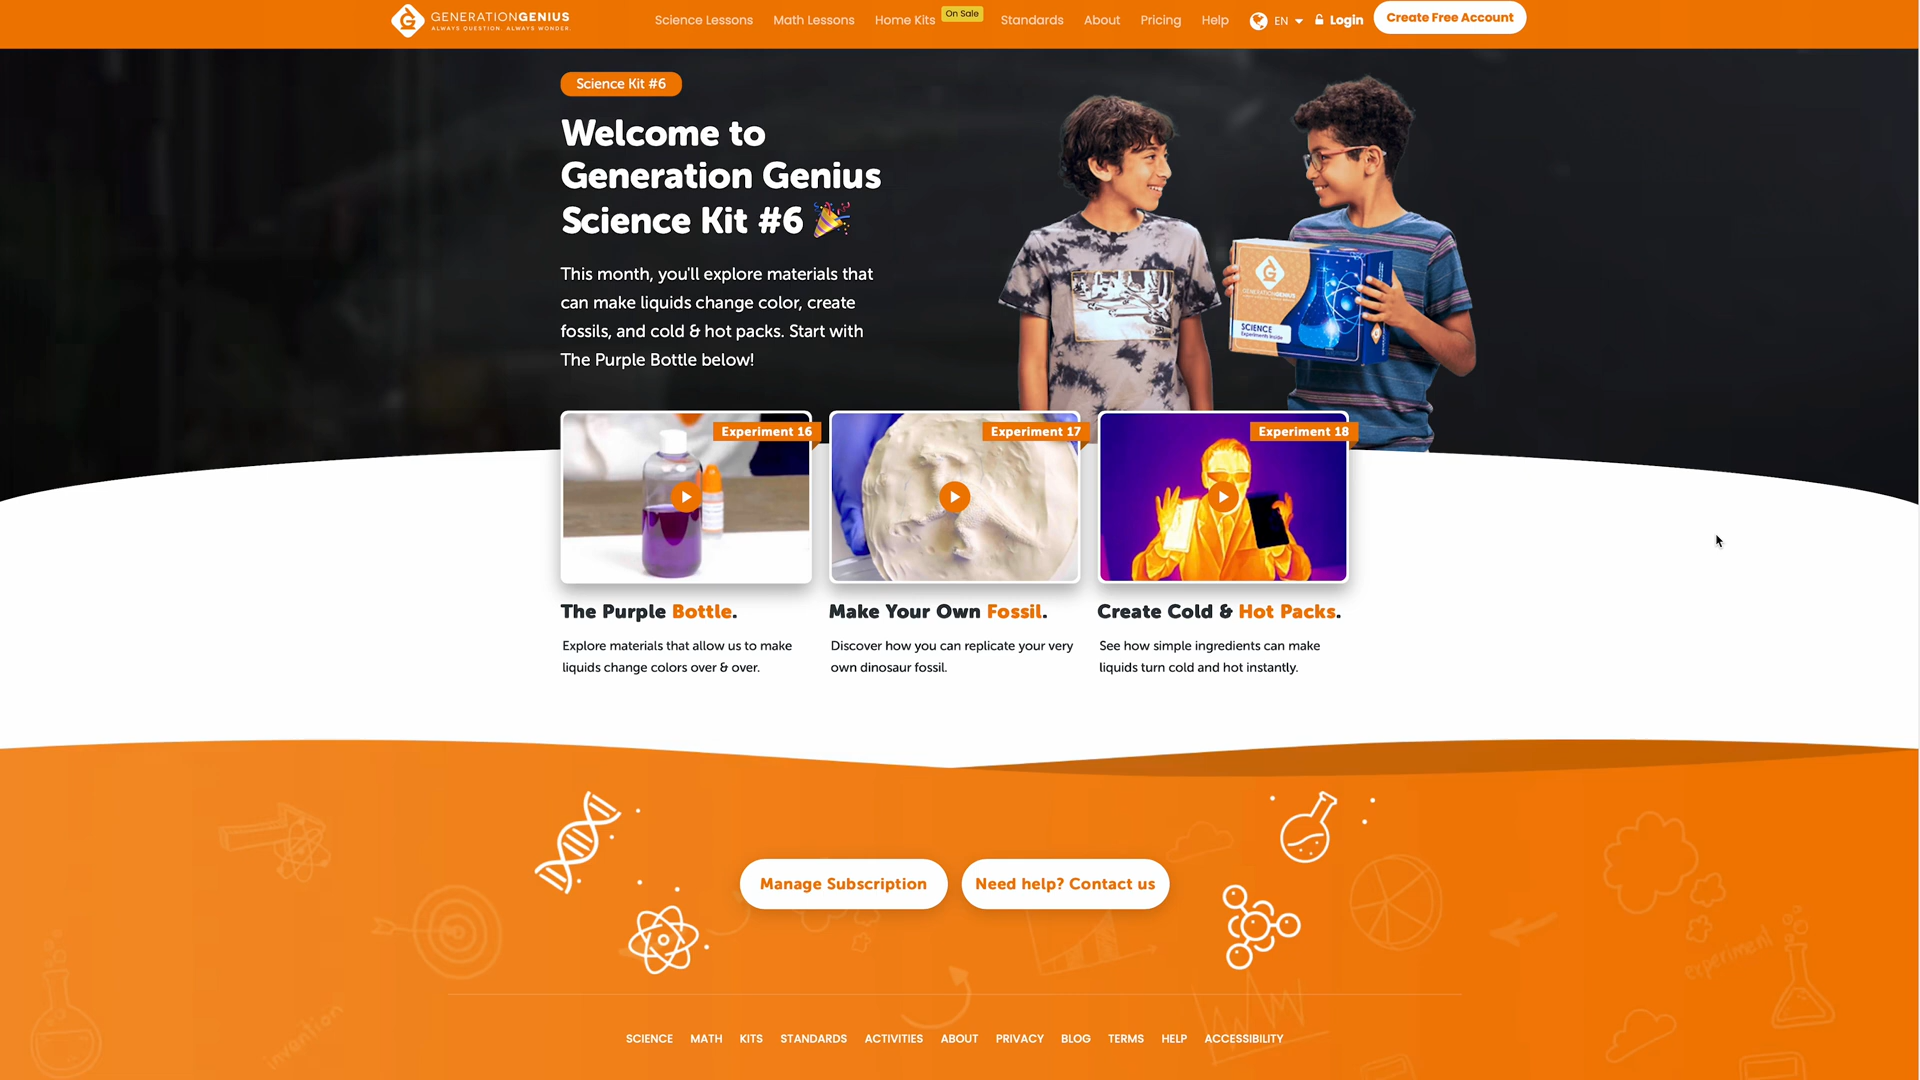 GENERATIONGENIUS
ALWAYS QUESTION. ALWAYS WONDER.
Science Lessons
Math Lessons
Home Kits
On Sale
Standards
About
Pricing
Help
EN
Login
Create Free Account
Science Kit #6
Welcome to
Generation Genius
Science Kit #6
This month, you'll explore materials that
can make liquids change color, create
fossils, and cold & hot packs. Start with
The Purple Bottle below!
GENERATIONGENIUS
SCIENCE
Experiments Inside
Experiment 16
Experiment 17
Experiment 18
The Purple Bottle.
Make Your Own Fossil.
Create Cold & Hot Packs.
Explore materials that allow us to make
liquids change colors over & over.
Discover how you can replicate your very
own dinosaur fossil.
See how simple ingredients can make
liquids turn cold and hot instantly.
Manage Subscription
Need help? Contact us
experiment
invention
SCIENCE
MATH
KITS
STANDARDS
ACTIVITIES
ABOUT
PRIVACY
BLOG
TERMS
HELP
ACCESSIBILITY